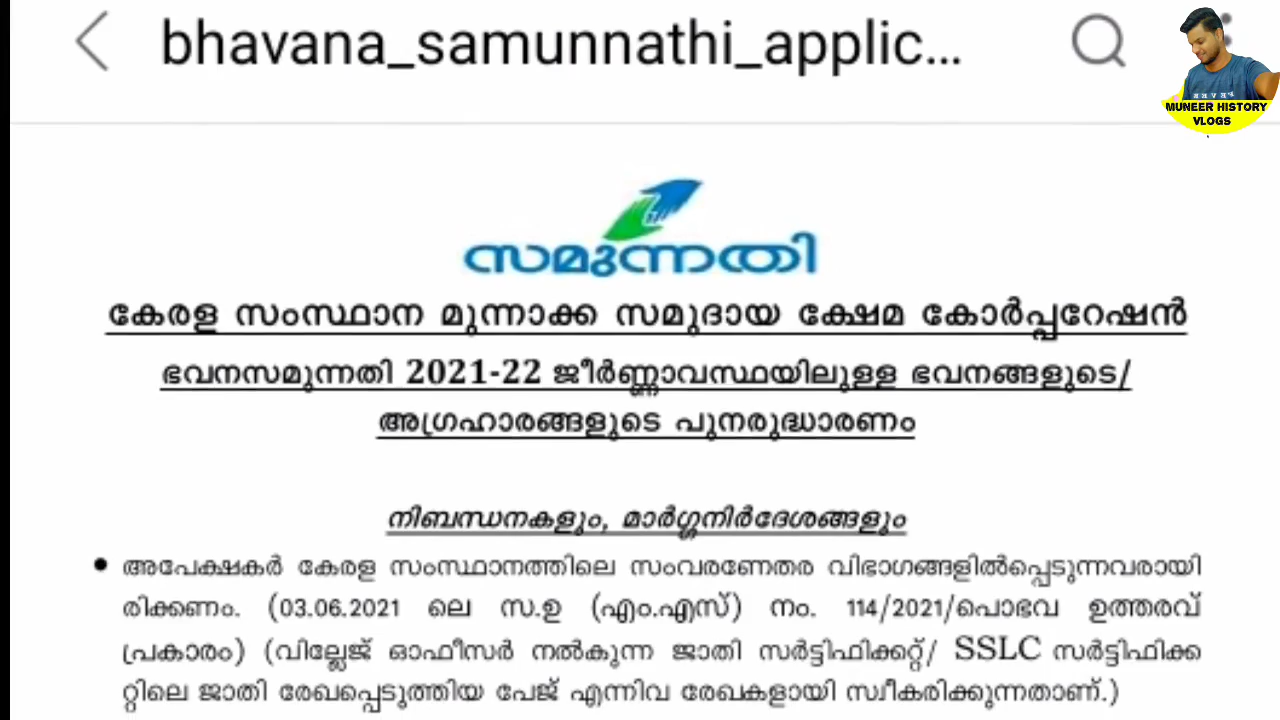 bhavana_samunnathi_applic...
MUNEER HISTORY
VLOGS
സമുന്നതി
കേരള സംസ്ഥാന മുന്നാക്ക സമുദായ ക്ഷേമ കോർപ്പറേഷൻ
ഭവനസമുന്നതി 2021-22 ജീർണ്ണാവസ്ഥയിലുള്ള ഭവനങ്ങളുടെ/
അഗ്രഹാരങ്ങളുടെ പുനരുദ്ധാരണം
നിബന്ധനകളും, മാർഗ്ഗനിർദേശങ്ങളും
• അപേക്ഷകർ കേരള സംസ്ഥാനത്തിലെ സംവരണേതര വിഭാഗങ്ങളിൽപ്പെടുന്നവരായി
രിക്കണം. (03.06.2021 ലെ സ.ഉ (എം.എസ്) നം. 114/2021/പൊഭവ ഉത്തരവ്
പ്രകാരം) (വില്ലേജ് ഓഫീസർ നൽകുന്ന ജാതി സർട്ടിഫിക്കറ്റ്/ SSLC സർട്ടിഫിക്ക
റ്റിലെ ജാതി രേഖപ്പെടുത്തിയ പേജ് എന്നിവ രേഖകളായി സ്വീകരിക്കുന്നതാണ്.)